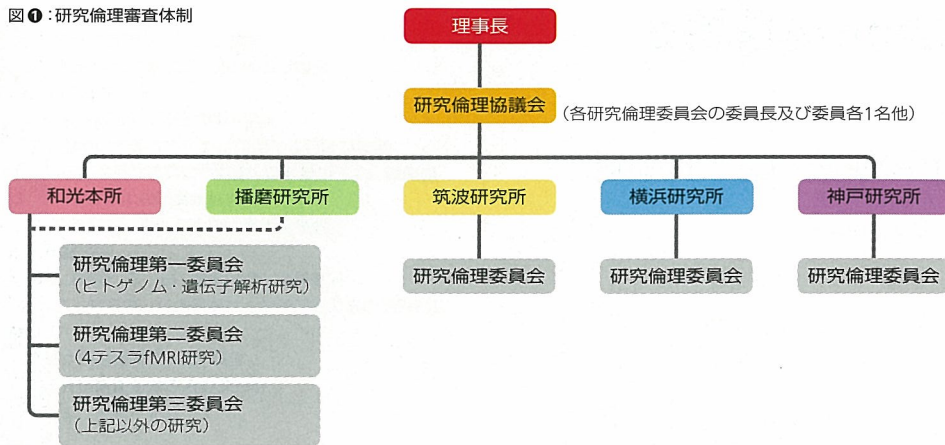 図❶:研究倫理審査体制
理事長
研究倫理協議会
(各研究倫理委員会の委員長及び委員各1名他)
和光本所
播磨研究所
筑波研究所
横浜研究所
神戸研究所
研究倫理第一委員会
(ヒトゲノム・遺伝子解析研究)
研究倫理第二委員会
(4テスラfMRI研究)
研究倫理第三委員会
(上記以外の研究)
研究倫理委員会
研究倫理委員会
研究倫理委員会